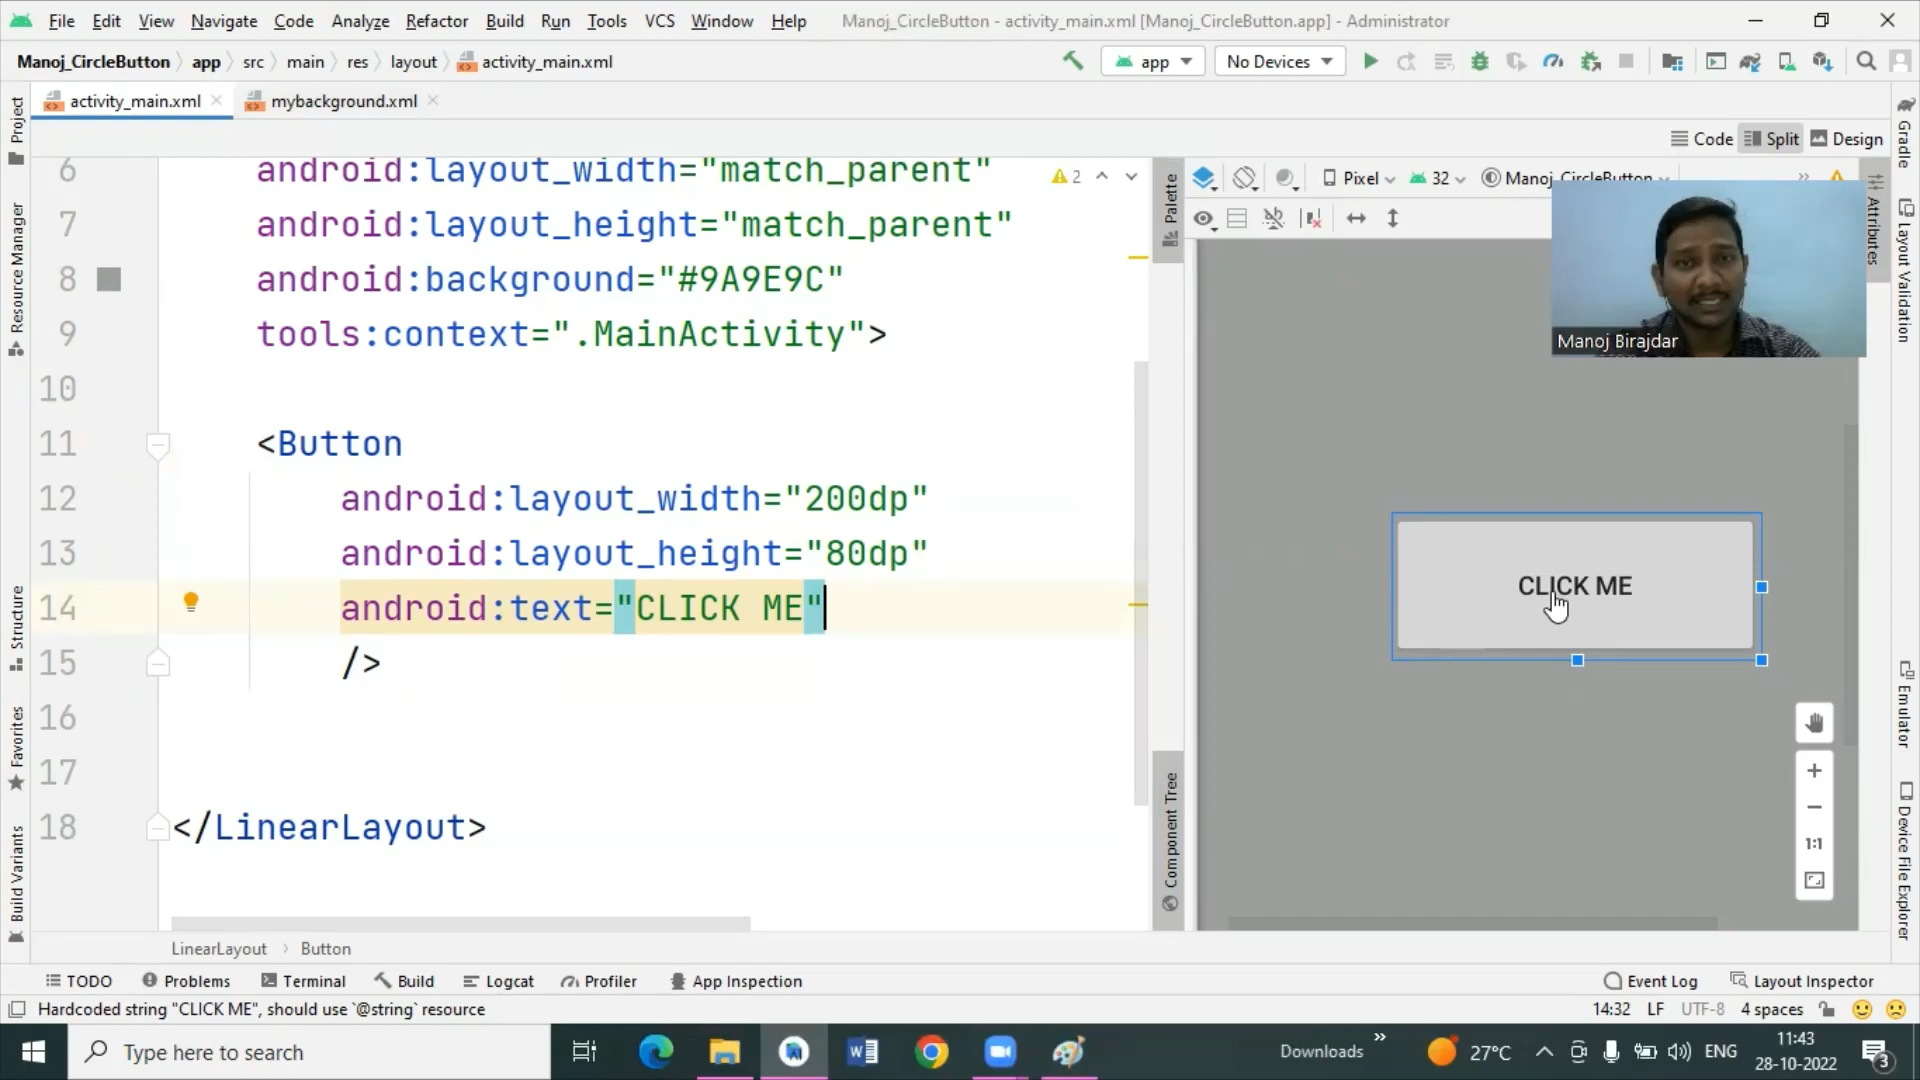 File Edit View Navigate Code Analyze Refactor Build Run Tools VCS Window Help Manoj_CircleButton - activity_main.xml [Manoj_CircleButton.app] - Administrator
Manoj_CircleButton app src main res layout activity_main.xml app No Devices
activity_main.xml mybackground.xml
Code Split Design
6 android:layout_width="match_parent" 2
Pixel 32 Manoj_CircleButton
7 android:layout_height="match_parent"
8 android:background="#9A9E9C"
9 tools:context=".MainActivity">
Manoj Birajdar
10
11 <Button
12 android:layout_width="200dp"
13 android:layout_height="80dp"
14 android:text="CLICK ME"
CLICK ME
15 />
16
17
1:1
18 </LinearLayout>
LinearLayout Button
Project
Resource Manager
Structure
Favorites
Build Variants
Palette
Component Tree
Attributes
Gradle
Layout Validation
Emulator
Device File Explorer
TODO Problems Terminal Build Logcat Profiler App Inspection Event Log Layout Inspector
Hardcoded string "CLICK ME", should use `@string` resource 14:32 LF UTF-8 4 spaces
Type here to search Downloads 27°C ENG 11:43
28-10-2022 3